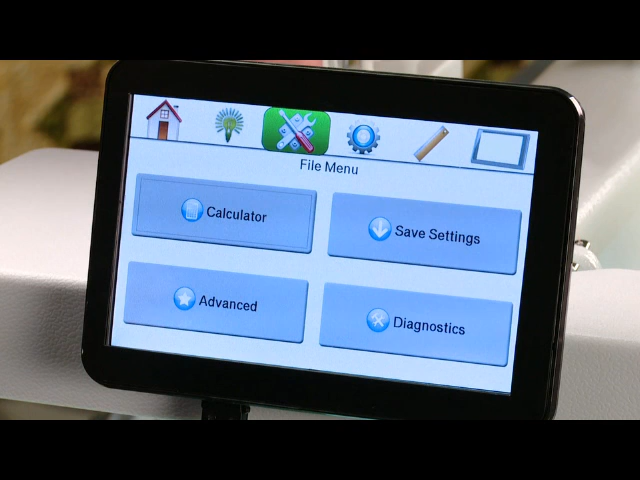 File Menu
Calculator
Save Settings
Advanced
Diagnostics